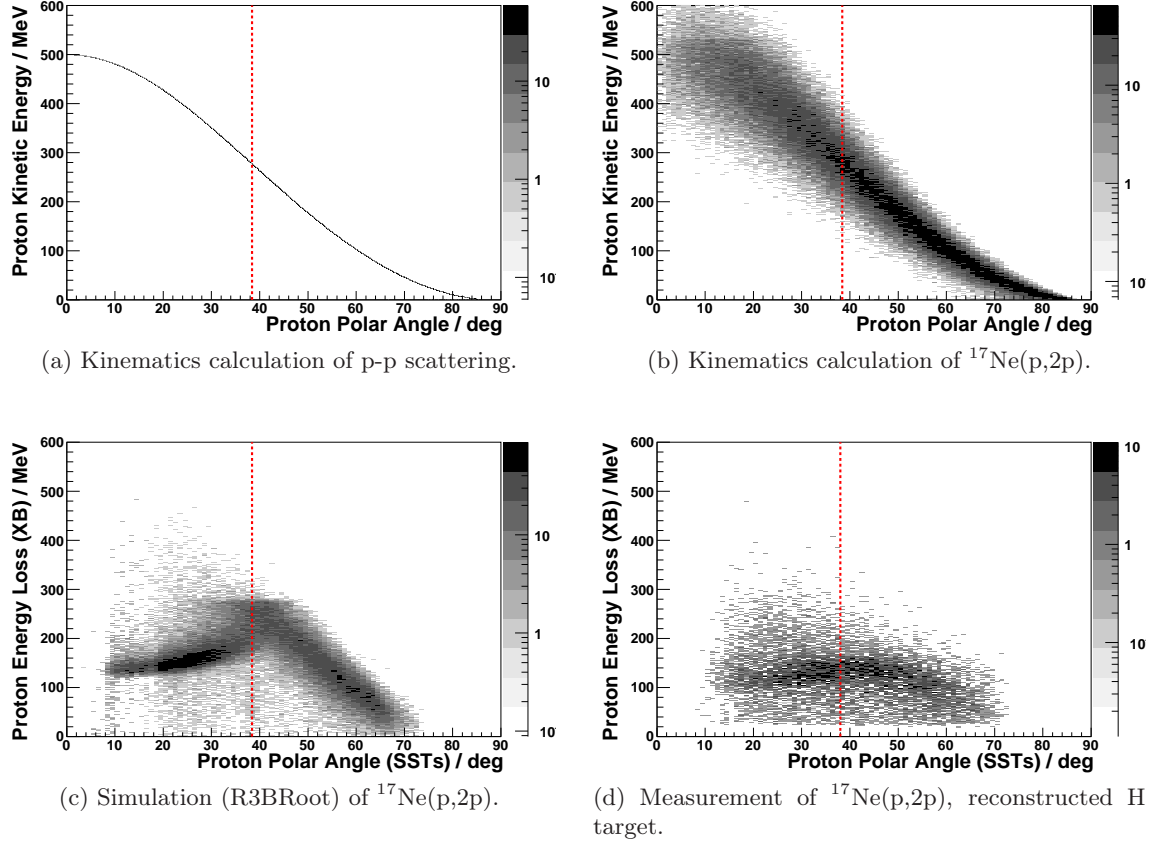 Proton Kinetic Energy / MeV
600
500
400
300
200
100
0
0 10 20 30 40 50 60 70 80 90
Proton Polar Angle / deg
10
1
10
(a) Kinematics calculation of p-p scattering.
Proton Kinetic Energy / MeV
600
500
400
300
200
100
0
0 10 20 30 40 50 60 70 80 90
Proton Polar Angle / deg
10
1
10
(b) Kinematics calculation of ¹⁷Ne(p,2p).
Proton Energy Loss (XB) / MeV
600
500
400
300
200
100
0
0 10 20 30 40 50 60 70 80 90
Proton Polar Angle (SSTs) / deg
10
1
10
(c) Simulation (R3BRoot) of ¹⁷Ne(p,2p).
Proton Energy Loss (XB) / MeV
600
500
400
300
200
100
0
0 10 20 30 40 50 60 70 80 90
Proton Polar Angle (SSTs) / deg
10
1
10
(d) Measurement of ¹⁷Ne(p,2p), reconstructed H
target.